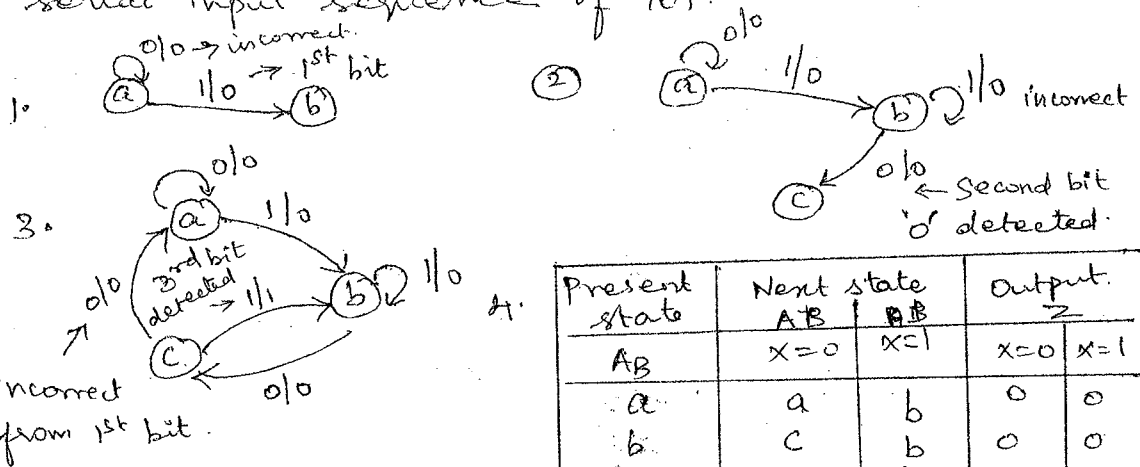 serial input sequence of 101.
1.
0/0 → incorrect.
1/0 → 1st bit
a
b
②
0/0
a
1/0
b
1/0 incorrect
0/0
← Second bit
'0' detected.
c
3.
0/0
a
1/0
b
1/0
0/0
3rd bit
detected
→ 1/1
c
0/0
incorrect
from 1st bit.
4.
Present state | Next state | Output.
AB | AB | Z
AB | X=0 | X=1 | X=0 | X=1
a | a | b | 0 | 0
b | c | b | 0 | 0